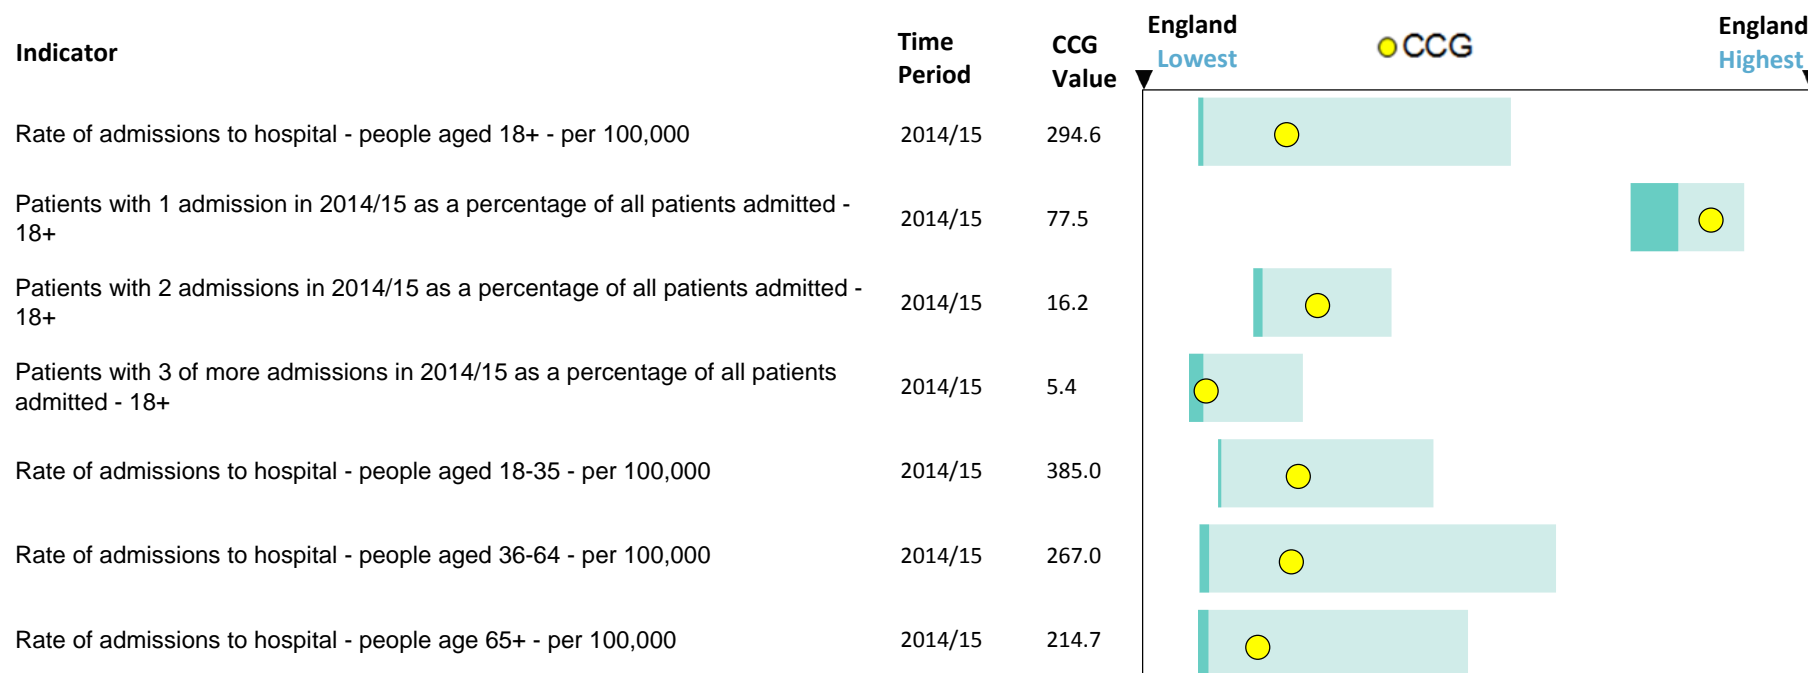 Indicator
Time Period
CCG Value
England Lowest
CCG
England Highest
Rate of admissions to hospital - people aged 18+ - per 100,000 2014/15 294.6
Patients with 1 admission in 2014/15 as a percentage of all patients admitted -
18+
2014/15 77.5
Patients with 2 admissions in 2014/15 as a percentage of all patients admitted -
18+
2014/15 16.2
Patients with 3 of more admissions in 2014/15 as a percentage of all patients
admitted - 18+
2014/15 5.4
Rate of admissions to hospital - people aged 18-35 - per 100,000 2014/15 385.0
Rate of admissions to hospital - people aged 36-64 - per 100,000 2014/15 267.0
Rate of admissions to hospital - people age 65+ - per 100,000 2014/15 214.7